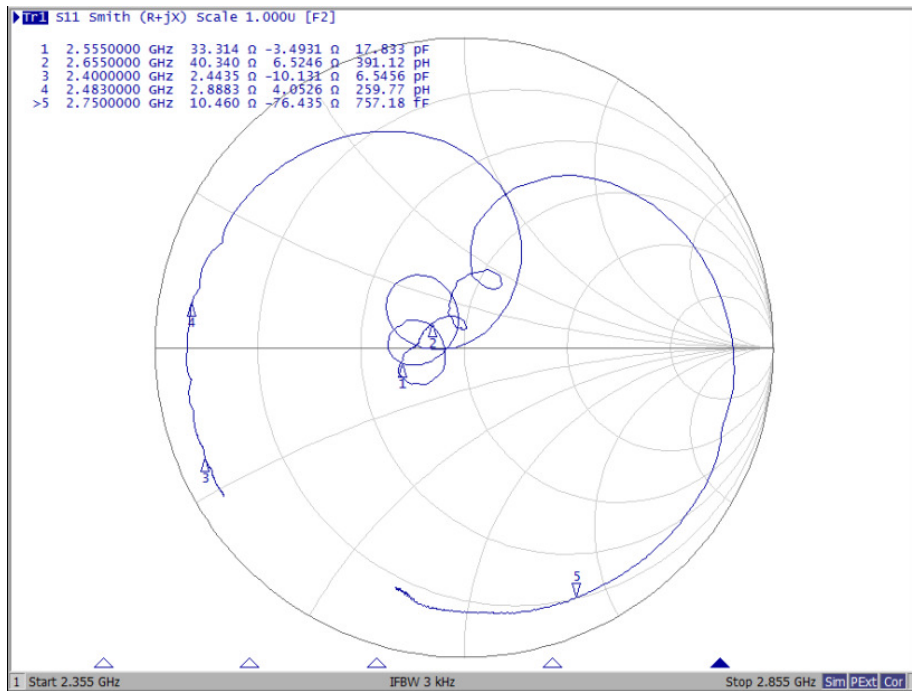 Tr1 S11 Smith (R+jX) Scale 1.000U [F2]
1 2.5550000 GHz 33.314 Ω -3.4931 Ω 17.833 pF
2 2.6550000 GHz 40.340 Ω 6.5246 Ω 391.12 pH
3 2.4000000 GHz 2.4435 Ω -10.131 Ω 6.5456 pF
4 2.4830000 GHz 2.8883 Ω 4.0526 Ω 259.77 pH
>5 2.7500000 GHz 10.460 Ω -76.435 Ω 757.18 fF
4
2
1
3
5
1 Start 2.355 GHz IFBW 3 kHz Stop 2.855 GHz Sim PExt Cor